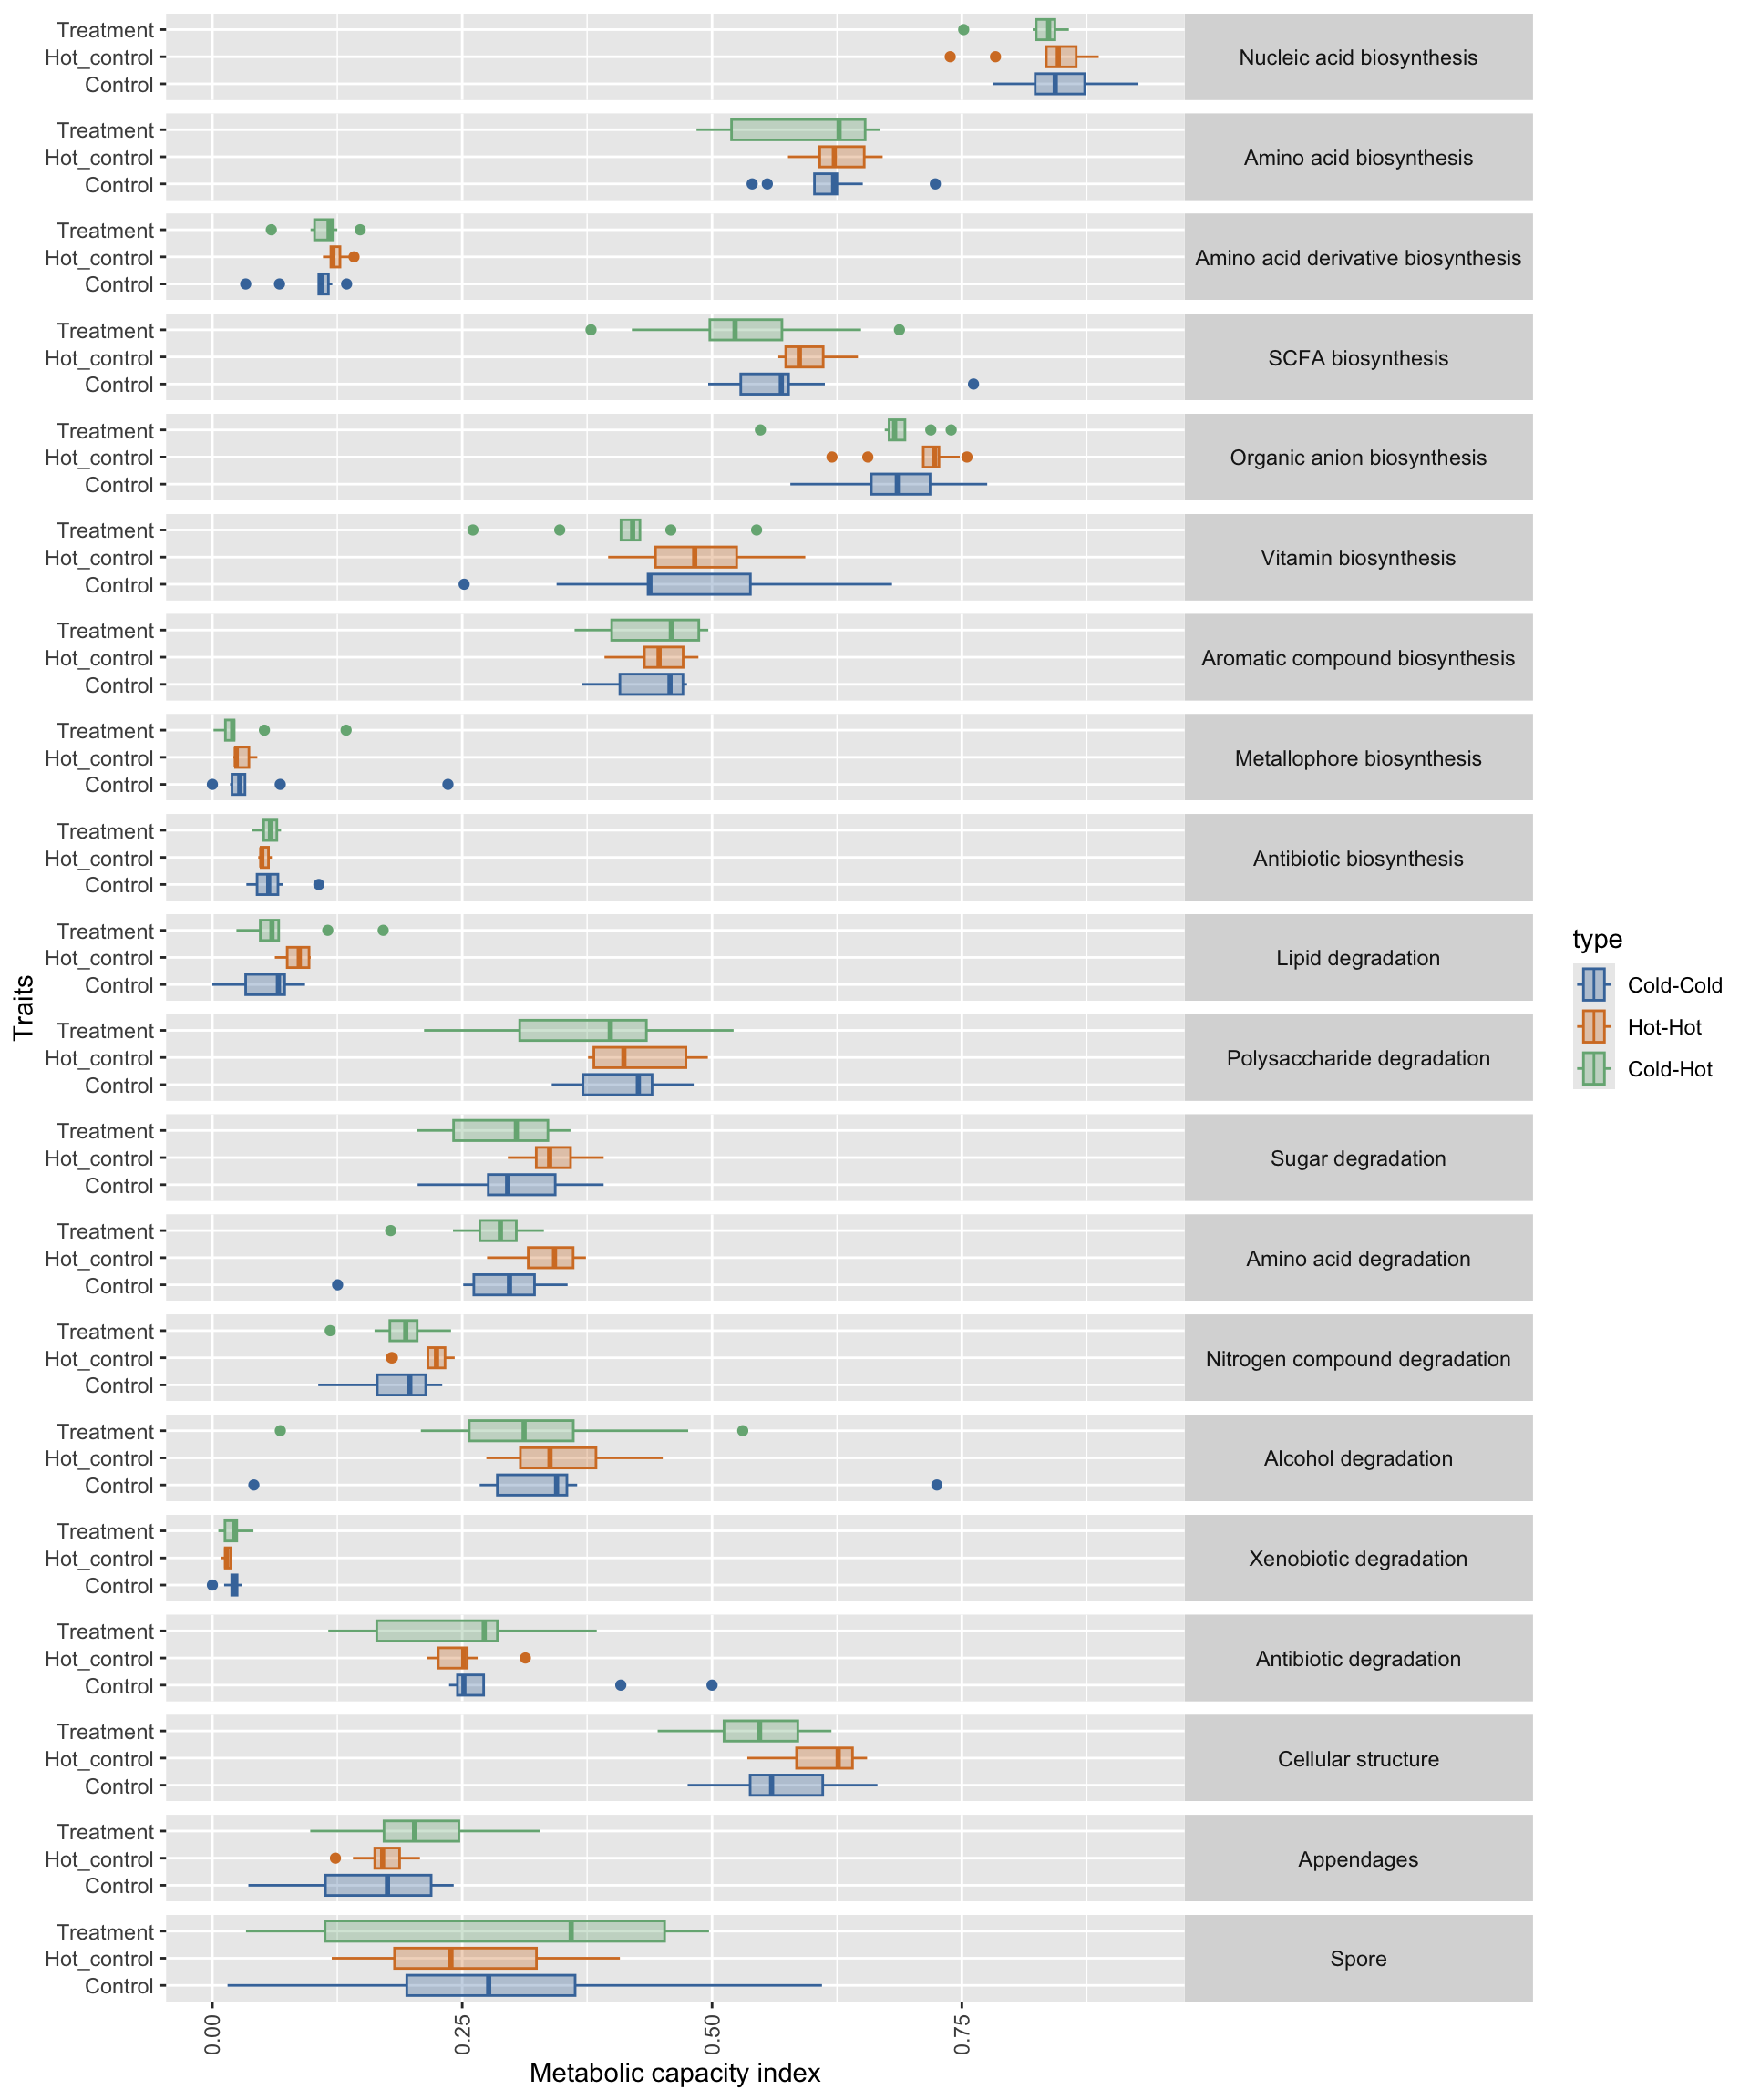 Treatment
Hot_control
Control
Nucleic acid biosynthesis
Treatment
Hot_control
Control
Amino acid biosynthesis
Treatment
Hot_control
Control
Amino acid derivative biosynthesis
Treatment
Hot_control
Control
SCFA biosynthesis
Treatment
Hot_control
Control
Organic anion biosynthesis
Treatment
Hot_control
Control
Vitamin biosynthesis
Treatment
Hot_control
Control
Aromatic compound biosynthesis
Treatment
Hot_control
Control
Metallophore biosynthesis
Treatment
Hot_control
Control
Antibiotic biosynthesis
Treatment
Hot_control
Control
Lipid degradation
Treatment
Hot_control
Control
Polysaccharide degradation
Treatment
Hot_control
Control
Sugar degradation
Treatment
Hot_control
Control
Amino acid degradation
Treatment
Hot_control
Control
Nitrogen compound degradation
Treatment
Hot_control
Control
Alcohol degradation
Treatment
Hot_control
Control
Xenobiotic degradation
Treatment
Hot_control
Control
Antibiotic degradation
Treatment
Hot_control
Control
Cellular structure
Treatment
Hot_control
Control
Appendages
Treatment
Hot_control
Control
Spore
0.00
0.25
0.50
0.75
Metabolic capacity index
Traits
type
Cold-Cold
Hot-Hot
Cold-Hot